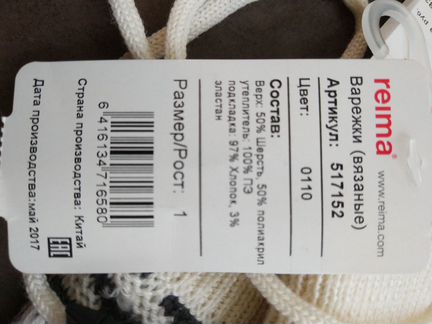 reima®
www.reima.com
Варежки (вязаные)
Артикул: 517152
Цвет: 0110
Состав:
Верх: 50% Шерсть, 50% полиакрил
утеплитель: 100% ПЭ
подкладка: 97% Хлопок, 3%
эластан
Размер/Рост: 1
6 416134 716580
Страна производства: Китай
Дата производства:май 2017
EAC